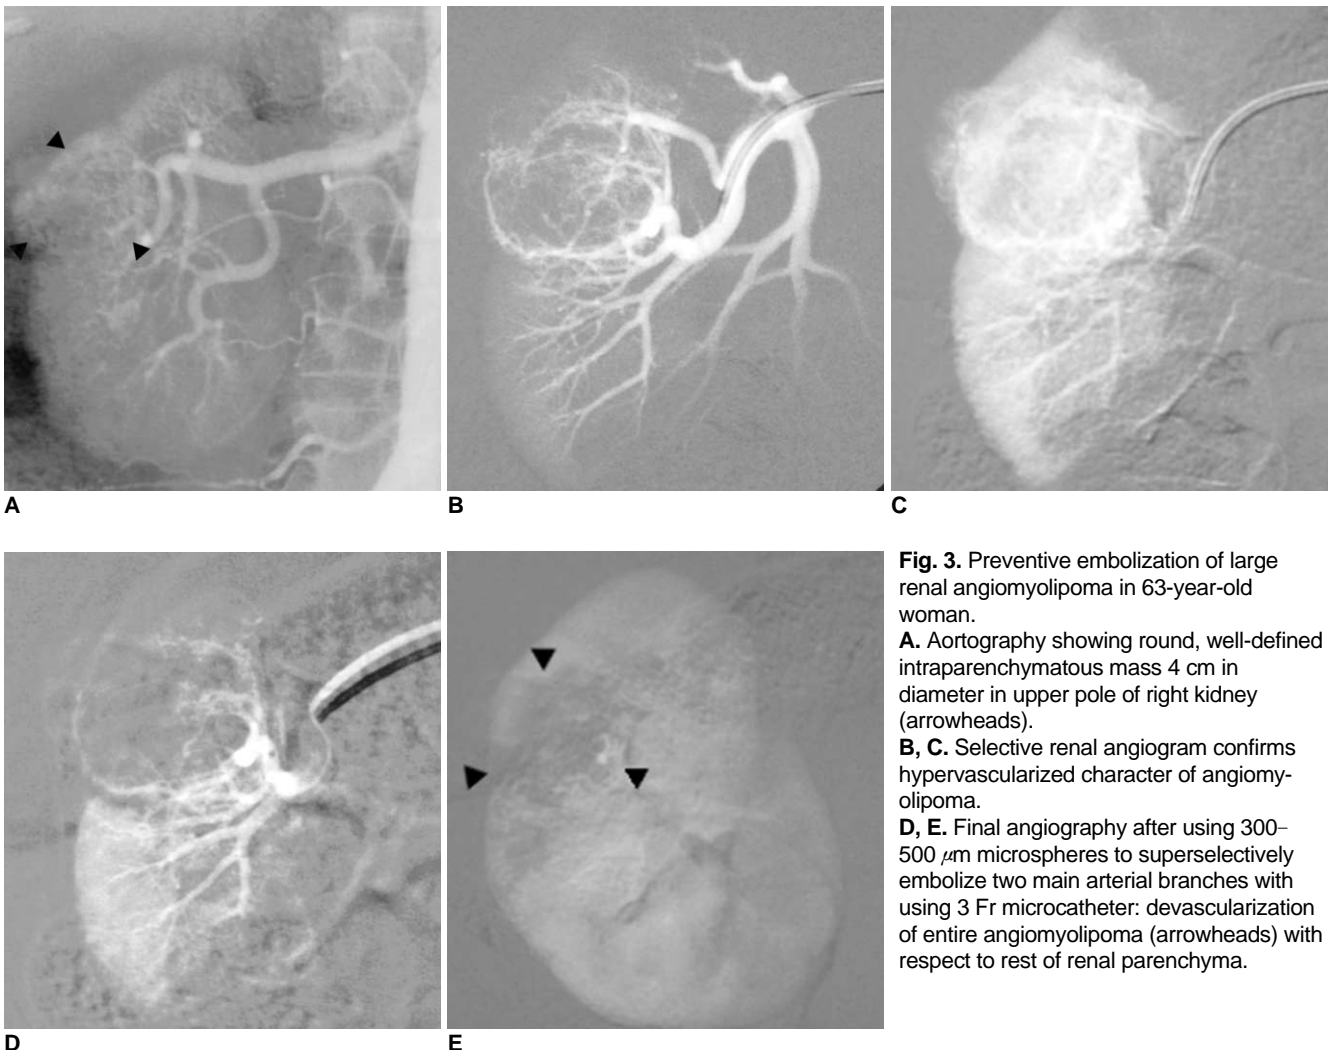 A
B
C
Fig. 3. Preventive embolization of large
renal angiomyolipoma in 63-year-old
woman.
A. Aortography showing round, well-defined
intraparenchymatous mass 4 cm in
diameter in upper pole of right kidney
(arrowheads).
B, C. Selective renal angiogram confirms
hypervascularized character of angiomy-
olipoma.
D, E. Final angiography after using 300–
500 μm microspheres to superselectively
embolize two main arterial branches with
using 3 Fr microcatheter: devascularization
of entire angiomyolipoma (arrowheads) with
respect to rest of renal parenchyma.
D
E